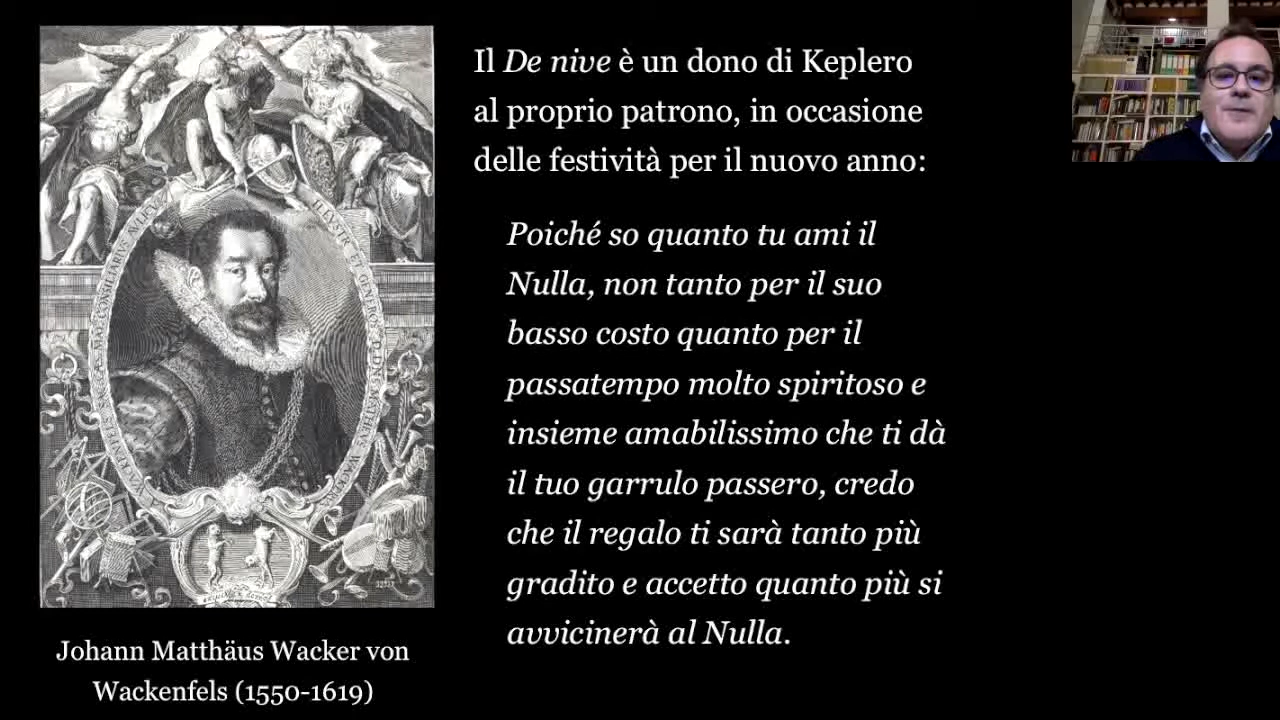 Il De nive è un dono di Keplero
al proprio patrono, in occasione
delle festività per il nuovo anno:
Poiché so quanto tu ami il
Nulla, non tanto per il suo
basso costo quanto per il
passatempo molto spiritoso e
insieme amabilissimo che ti dà
il tuo garrulo passero, credo
che il regalo ti sarà tanto più
gradito e accetto quanto più si
avvicinerà al Nulla.
Johann Matthäus Wacker von
Wackenfels (1550-1619)